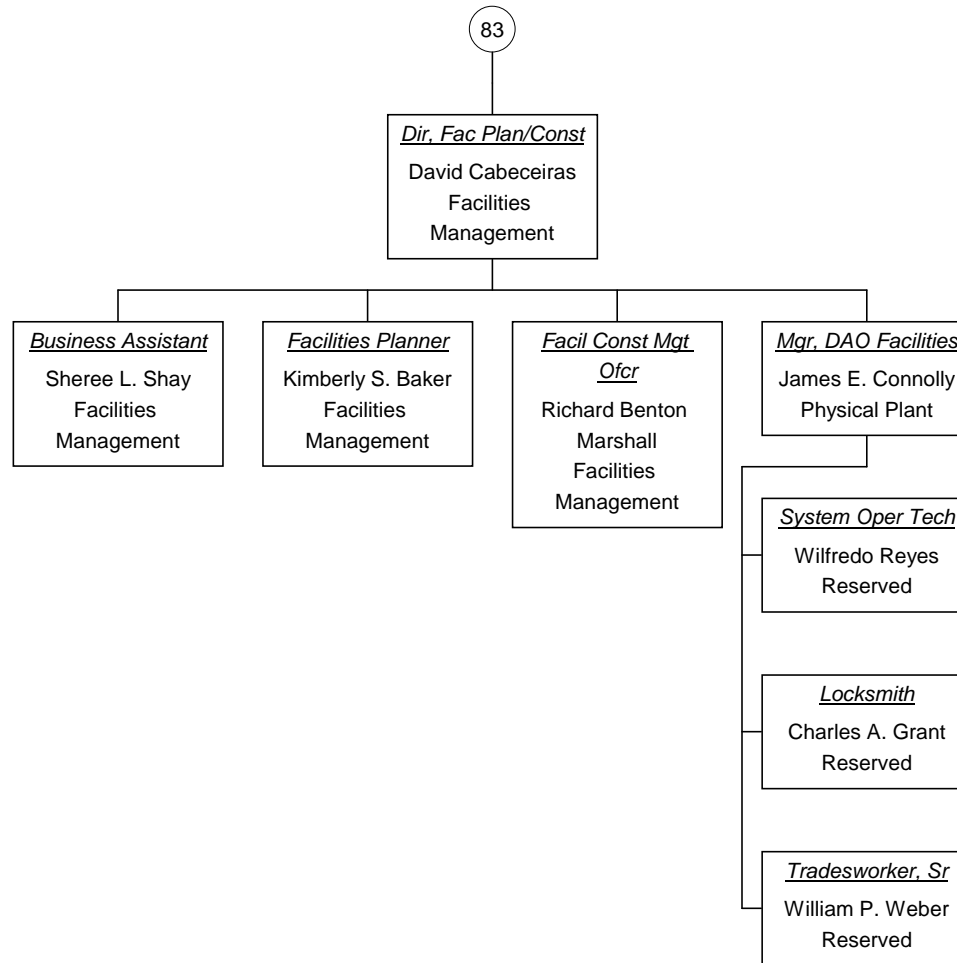 83
Dir, Fac Plan/Const
David Cabeceiras
Facilities
Management
Business Assistant
Sheree L. Shay
Facilities
Management
Facilities Planner
Kimberly S. Baker
Facilities
Management
Facil Const Mgt
Ofcr
Richard Benton
Marshall
Facilities
Management
Mgr, DAO Facilities
James E. Connolly
Physical Plant
System Oper Tech
Wilfredo Reyes
Reserved
Locksmith
Charles A. Grant
Reserved
Tradesworker, Sr
William P. Weber
Reserved